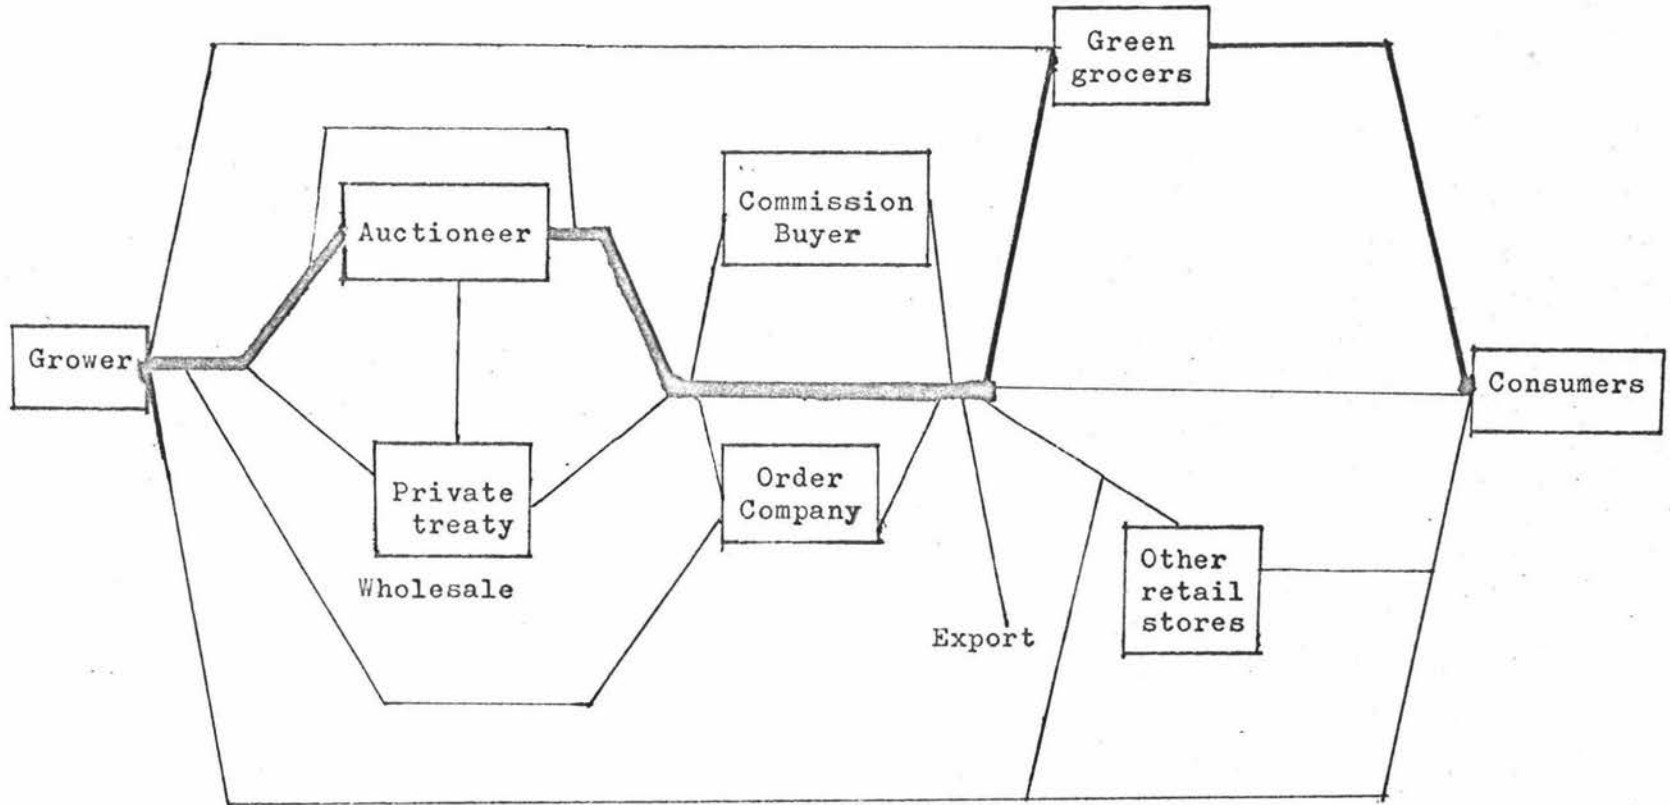 Green
grocers
Commission
Buyer
Auctioneer
Grower
Consumers
Private
treaty
Order
Company
Wholesale
Other
retail
stores
Export